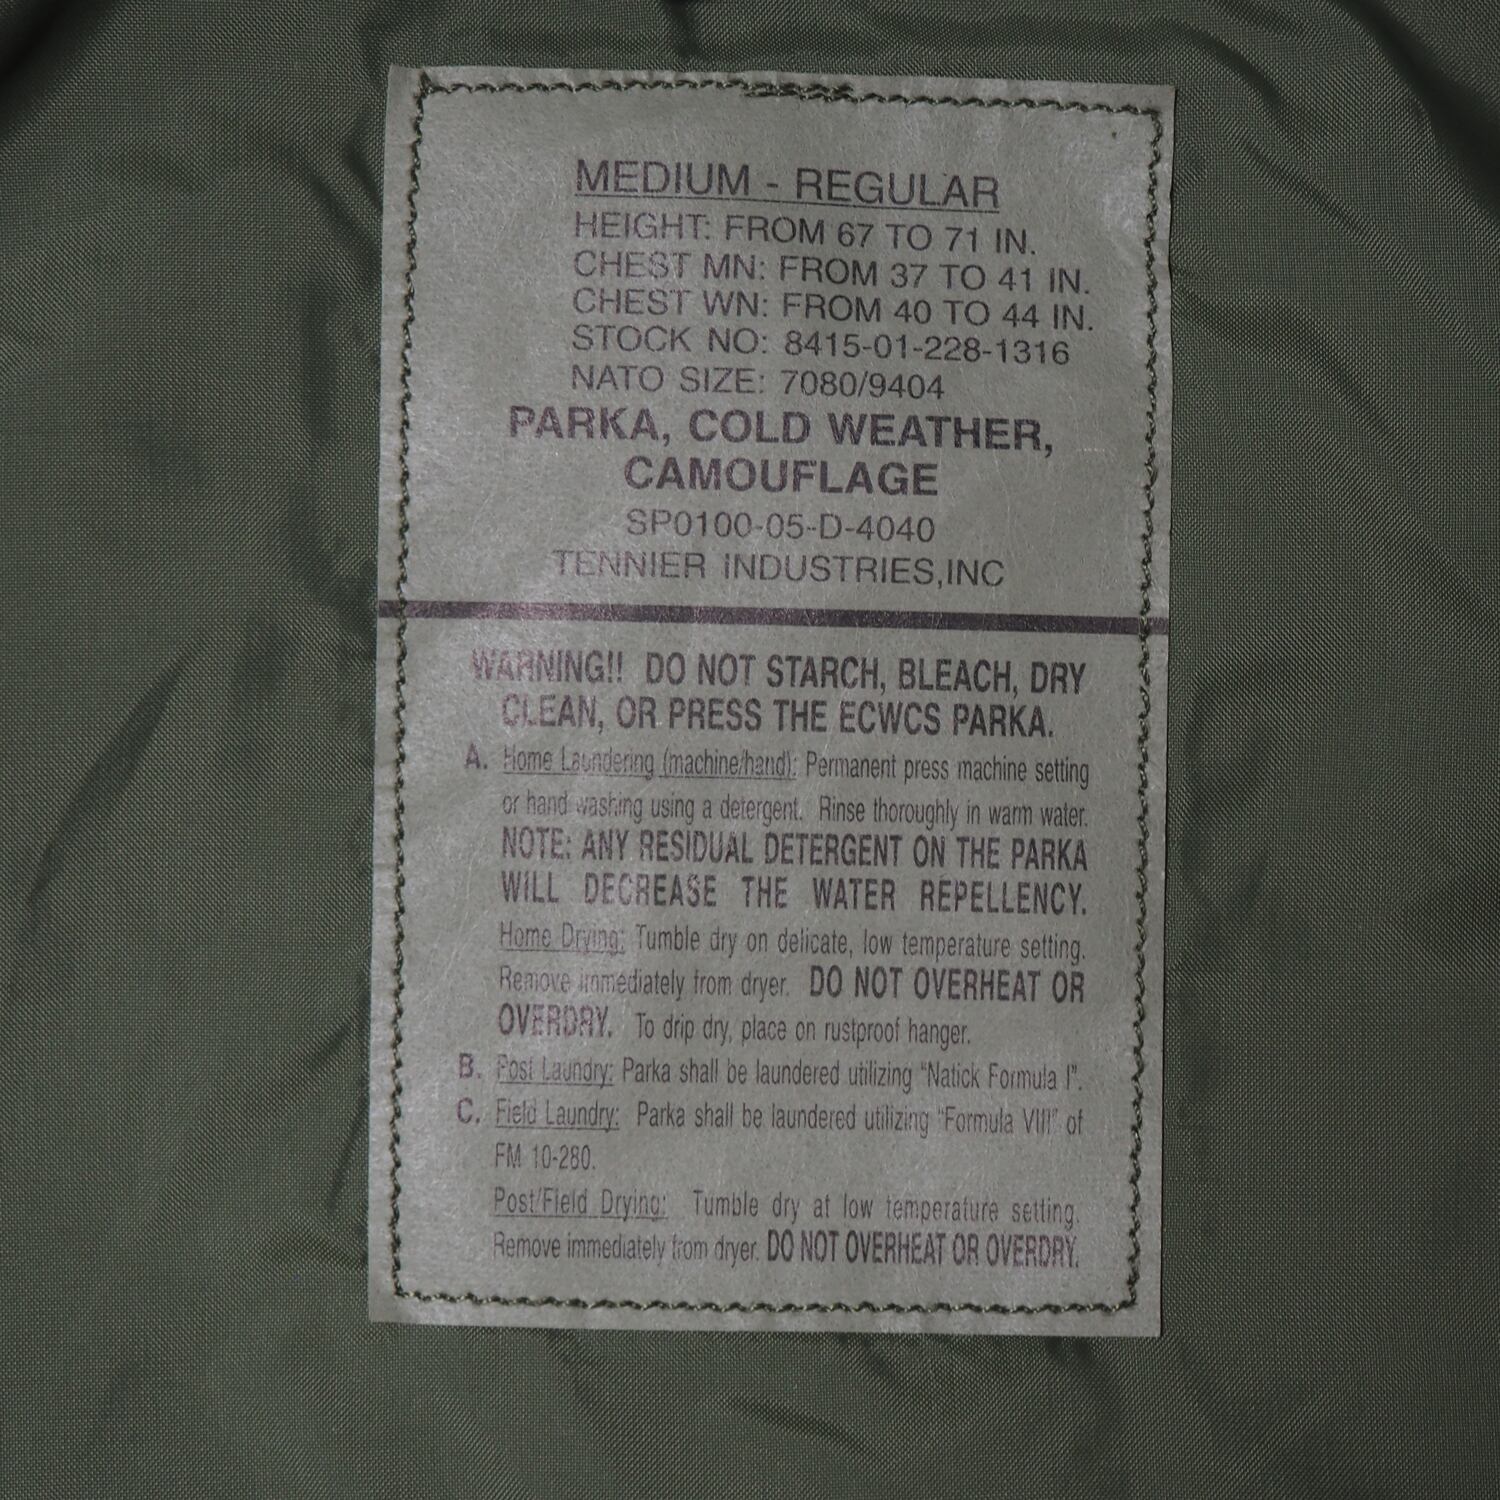 MEDIUM - REGULAR
HEIGHT: FROM 67 TO 71 IN.
CHEST MN: FROM 37 TO 41 IN.
CHEST WN: FROM 40 TO 44 IN.
STOCK NO: 8415-01-228-1316
NATO SIZE: 7080/9404
PARKA, COLD WEATHER,
CAMOUFLAGE
SP0100-05-D-4040
TENNIER INDUSTRIES,INC
WARNING!! DO NOT STARCH, BLEACH, DRY
CLEAN, OR PRESS THE ECWCS PARKA.
A. Home Laundering (machine/hand): Permanent press machine setting
or hand washing using a detergent. Rinse thoroughly in warm water.
NOTE: ANY RESIDUAL DETERGENT ON THE PARKA
WILL DECREASE THE WATER REPELLENCY.
Home Drying: Tumble dry on delicate, low temperature setting.
Remove immediately from dryer. DO NOT OVERHEAT OR
OVERDRY. To drip dry, place on rustproof hanger.
B. Post Laundry: Parka shall be laundered utilizing "Natick Formula I".
C. Field Laundry: Parka shall be laundered utilizing "Formula VIII" of
FM 10-280.
Post/Field Drying: Tumble dry at low temperature setting.
Remove immediately from dryer. DO NOT OVERHEAT OR OVERDRY.